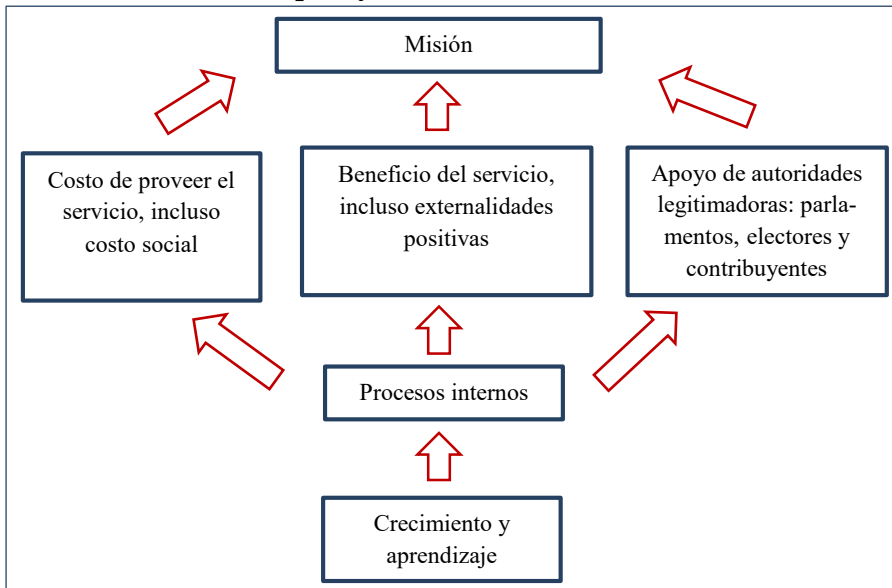 Misión
Costo de proveer el
servicio, incluso
costo social
Beneficio del servicio,
incluso externalidades
positivas
Apoyo de autoridades
legitimadoras: parla-
mentos, electores y
contribuyentes
Procesos internos
Crecimiento y
aprendizaje